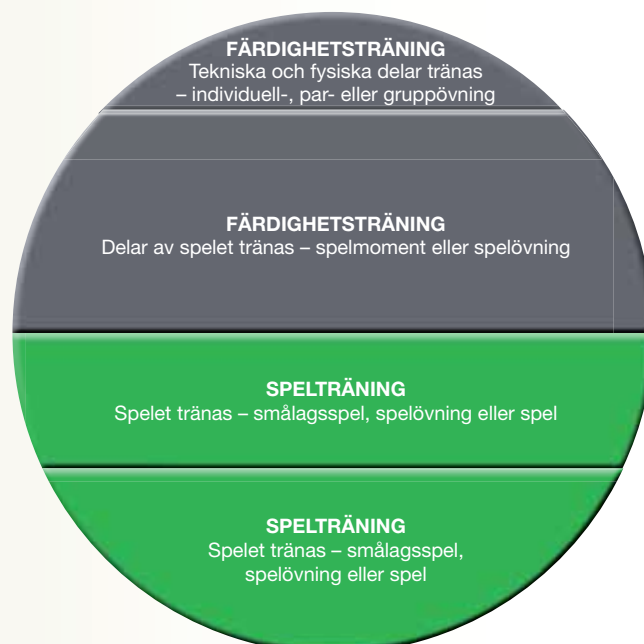 FÄRDIGHETSTRÄNING
Tekniska och fysiska delar tränas
– individuell-, par- eller gruppövning
FÄRDIGHETSTRÄNING
Delar av spelet tränas – spelmoment eller spelövning
SPELTRÄNING
Spelet tränas – smålagsspel, spelövning eller spel
SPELTRÄNING
Spelet tränas – smålagsspel,
spelövning eller spel